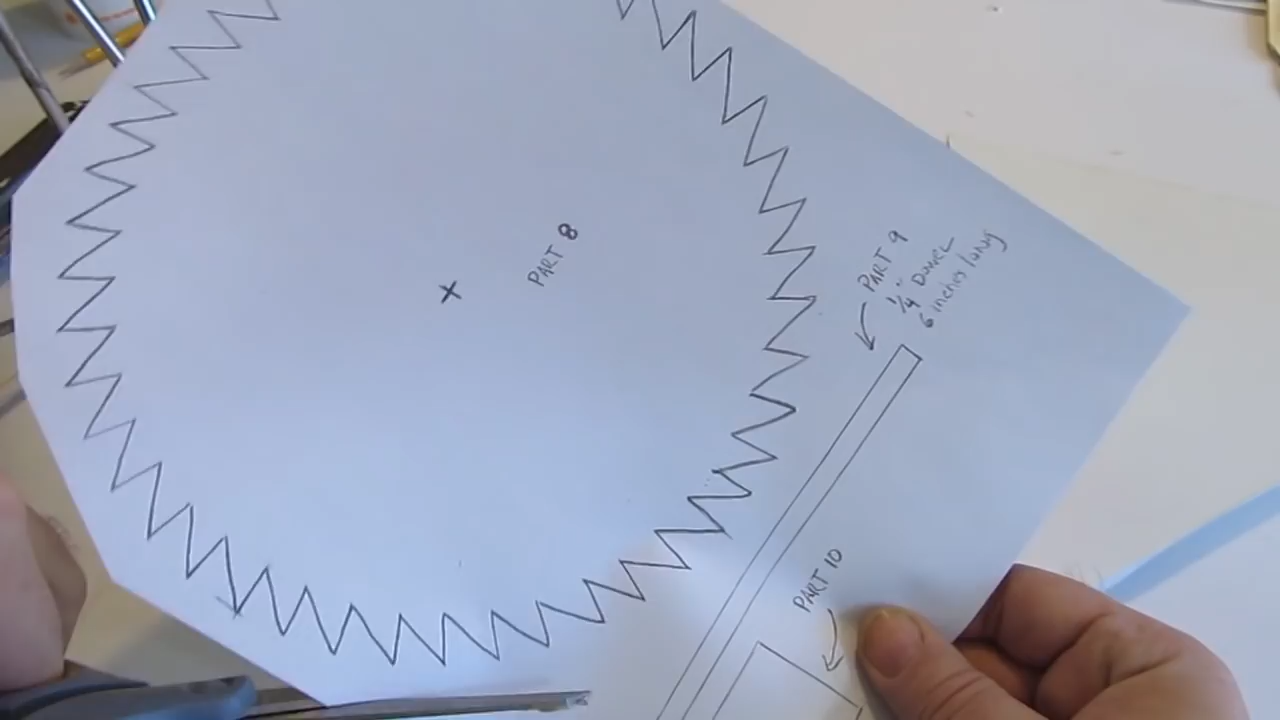 PART 8
PART 9
1/4" DOWEL
6 inches long
PART 10